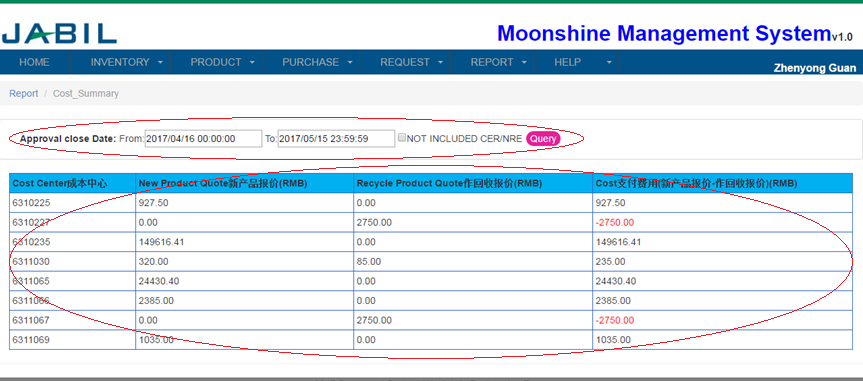 JABIL
Moonshine Management System v1.0
HOME INVENTORY PRODUCT PURCHASE REQUEST REPORT HELP
Zhenyong Guan
Report / Cost_Summary
Approval close Date: From: 2017/04/16 00:00:00 To: 2017/05/15 23:59:59 NOT INCLUDED CER/NRE Query
Cost Center成本中心 New Product Quote新产品报价(RMB) Recycle Product Quote作回收报价(RMB) Cost支付费用(新产品报价-作回收报价)(RMB)
6310225 927.50 0.00 927.50
6310227 0.00 2750.00 -2750.00
6310235 149616.41 0.00 149616.41
6311030 320.00 85.00 235.00
6311065 24430.40 0.00 24430.40
6311066 2385.00 0.00 2385.00
6311067 0.00 2750.00 -2750.00
6311069 1035.00 0.00 1035.00